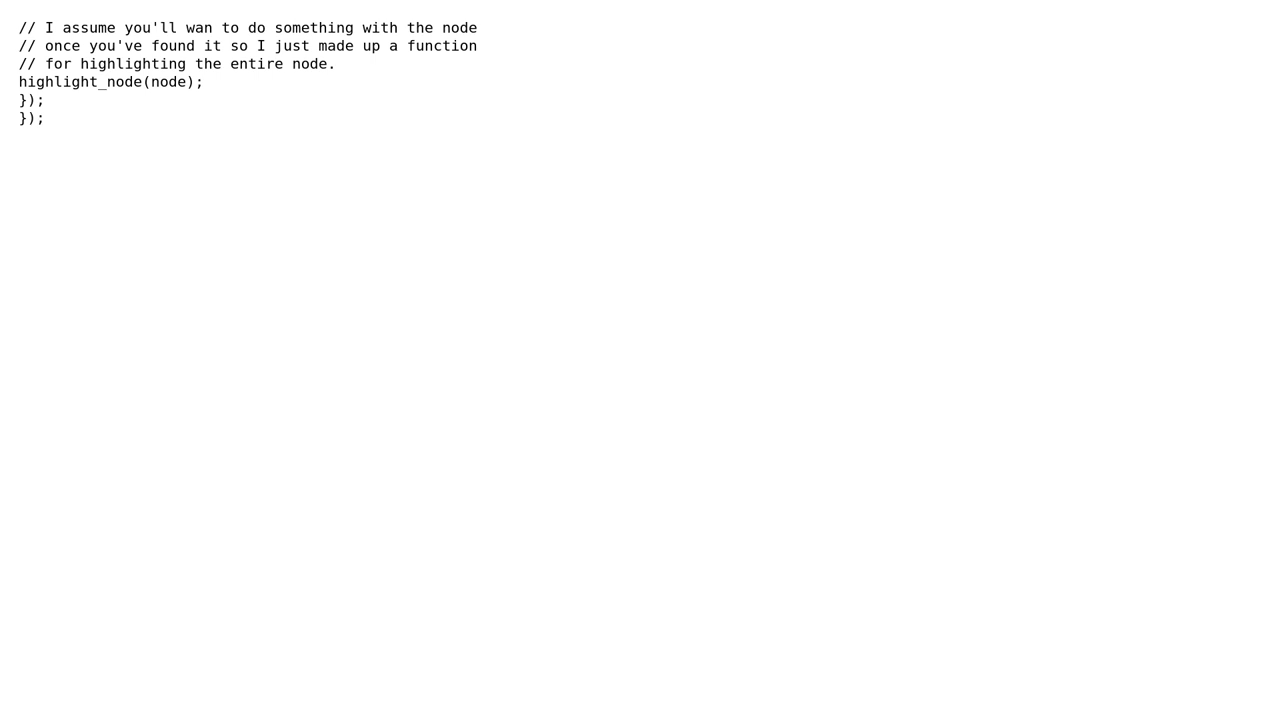 // I assume you'll wan to do something with the node
// once you've found it so I just made up a function
// for highlighting the entire node.
highlight_node(node);
});
});